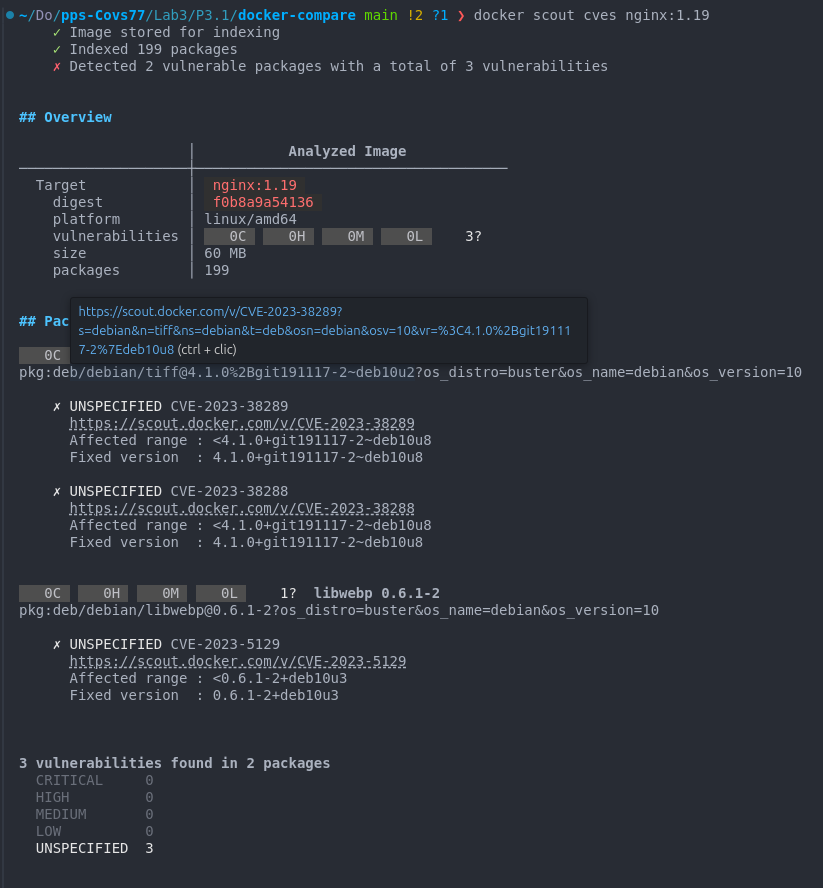 ~/Do/pps-Covs77/Lab3/P3.1/docker-compare main !2 ?1 ❯ docker scout cves nginx:1.19
✓ Image stored for indexing
✓ Indexed 199 packages
✗ Detected 2 vulnerable packages with a total of 3 vulnerabilities
## Overview
│ Analyzed Image
Target │ nginx:1.19
digest │ f0b8a9a54136
platform │ linux/amd64
vulnerabilities │ 0C 0H 0M 0L 3?
size │ 60 MB
packages │ 199
## Pac
https://scout.docker.com/v/CVE-2023-38289?
s=debian&n=tiff&ns=debian&t=deb&osn=debian&osv=10&vr=%3C4.1.0%2Bgit19111
7-2%7Edeb10u8 (ctrl + clic)
0C
pkg:deb/debian/tiff@4.1.0%2Bgit191117-2~deb10u2?os_distro=buster&os_name=debian&os_version=10
✗ UNSPECIFIED CVE-2023-38289
https://scout.docker.com/v/CVE-2023-38289
Affected range : <4.1.0+git191117-2~deb10u8
Fixed version : 4.1.0+git191117-2~deb10u8
✗ UNSPECIFIED CVE-2023-38288
https://scout.docker.com/v/CVE-2023-38288
Affected range : <4.1.0+git191117-2~deb10u8
Fixed version : 4.1.0+git191117-2~deb10u8
0C 0H 0M 0L 1? libwebp 0.6.1-2
pkg:deb/debian/libwebp@0.6.1-2?os_distro=buster&os_name=debian&os_version=10
✗ UNSPECIFIED CVE-2023-5129
https://scout.docker.com/v/CVE-2023-5129
Affected range : <0.6.1-2+deb10u3
Fixed version : 0.6.1-2+deb10u3
3 vulnerabilities found in 2 packages
CRITICAL 0
HIGH 0
MEDIUM 0
LOW 0
UNSPECIFIED 3